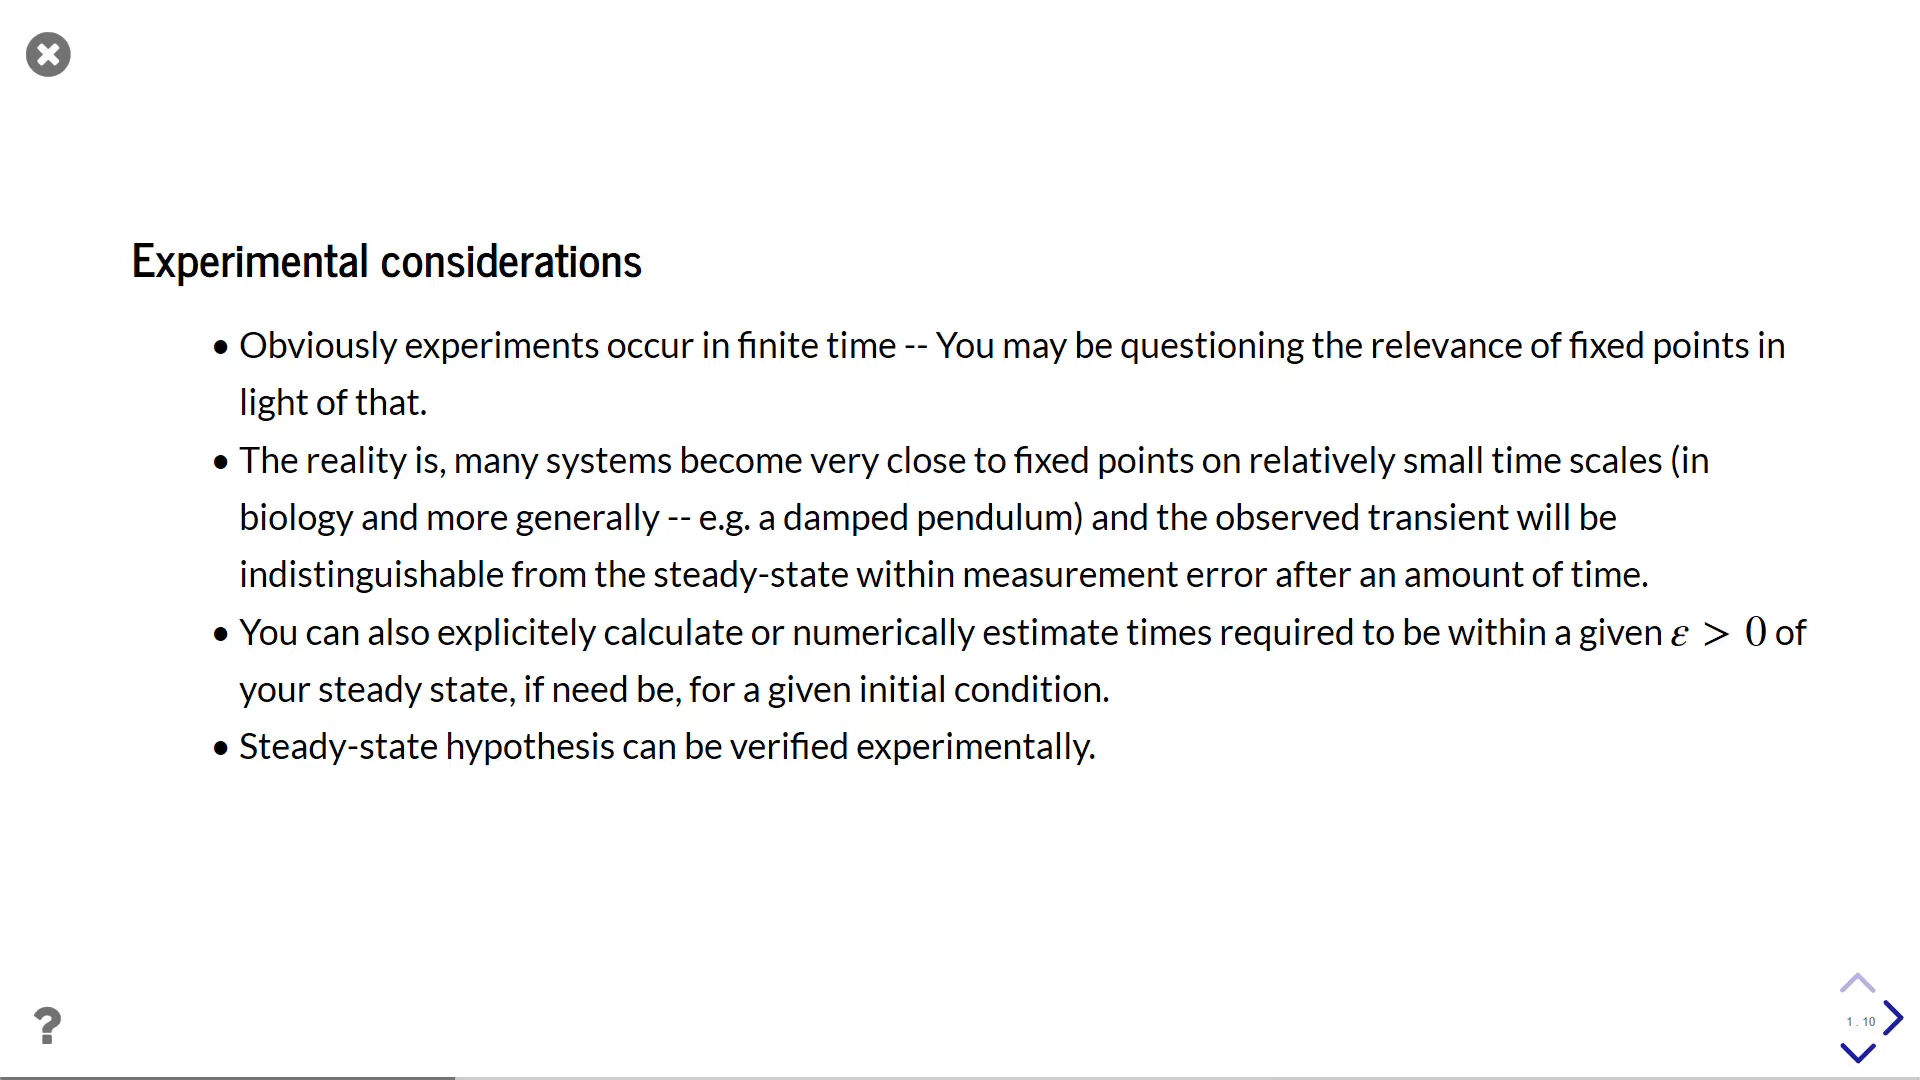 Experimental considerations
• Obviously experiments occur in finite time -- You may be questioning the relevance of fixed points in
light of that.
• The reality is, many systems become very close to fixed points on relatively small time scales (in
biology and more generally -- e.g. a damped pendulum) and the observed transient will be
indistinguishable from the steady-state within measurement error after an amount of time.
• You can also explicitely calculate or numerically estimate times required to be within a given ε > 0 of
your steady state, if need be, for a given initial condition.
• Steady-state hypothesis can be verified experimentally.
?
1 . 10